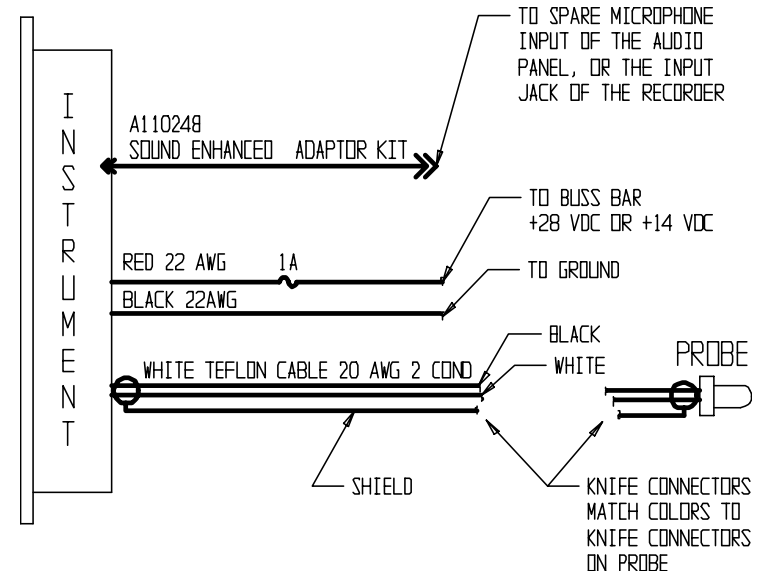 TO SPARE MICROPHONE
INPUT OF THE AUDIO
PANEL, OR THE INPUT
JACK OF THE RECORDER
INSTRUMENT
A110248
SOUND ENHANCED ADAPTOR KIT
TO BUSS BAR
+28 VDC OR +14 VDC
RED 22 AWG 1A
TO GROUND
BLACK 22AWG
BLACK
WHITE TEFLON CABLE 20 AWG 2 COND
WHITE
PROBE
SHIELD
KNIFE CONNECTORS
MATCH COLORS TO
KNIFE CONNECTORS
ON PROBE